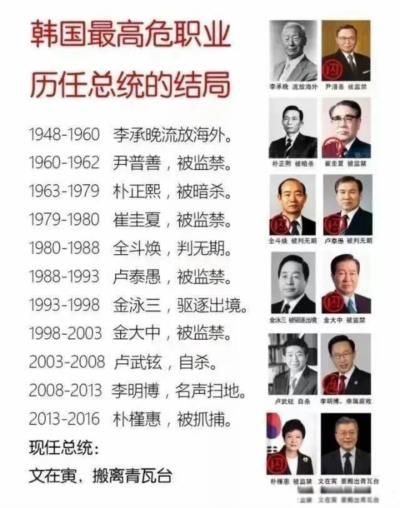 韩国最高危职业
历任总统的结局
1948-1960 李承晚流放海外。
1960-1962 尹普善，被监禁。
1963-1979 朴正熙，被暗杀。
1979-1980 崔圭夏，被监禁。
1980-1988 全斗焕，判无期。
1988-1993 卢泰愚，被监禁。
1993-1998 金泳三，驱逐出境。
1998-2003 金大中，被监禁。
2003-2008 卢武铉，自杀。
2008-2013 李明博，名声扫地。
2013-2016 朴槿惠，被抓捕。
现任总统：
文在寅，搬离青瓦台
李承晚 流放海外 尹潽善 被监禁
朴正熙 被暗杀 崔圭夏 被监禁
全斗焕 被判无期 卢泰愚 被监禁
金泳三 被驱逐出境 金大中 被监禁
卢武铉 自杀
朴槿惠 被监禁 文在寅 要搬出青瓦台